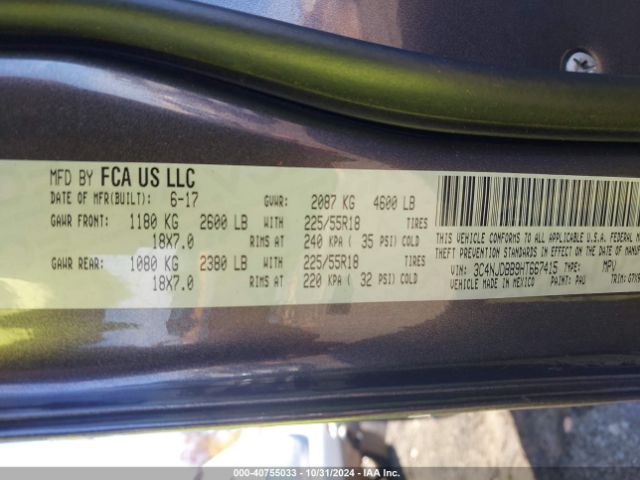 MFD BY FCA US LLC
DATE OF MFR(BUILT): 6-17 GVWR: 2087 KG 4600 LB
GAWR FRONT: 1180 KG 2600 LB WITH 225/55R18 TIRES
18X7.0 RIMS AT 240 KPA ( 35 PSI) COLD
GAWR REAR: 1080 KG 2380 LB WITH 225/55R18 TIRES
18X7.0 RIMS AT 220 KPA ( 32 PSI) COLD
THIS VEHICLE CONFORMS TO ALL APPLICABLE U.S.A. FEDERAL
THEFT PREVENTION STANDARDS IN EFFECT ON THE DATE OF MANUFA
VIN: 3C4NJDBB9HT667415 TYPE: MPV
VEHICLE MADE IN MEXICO PAINT: PAU TRIM:
000-40755033 - 10/31/2024 - IAA Inc.